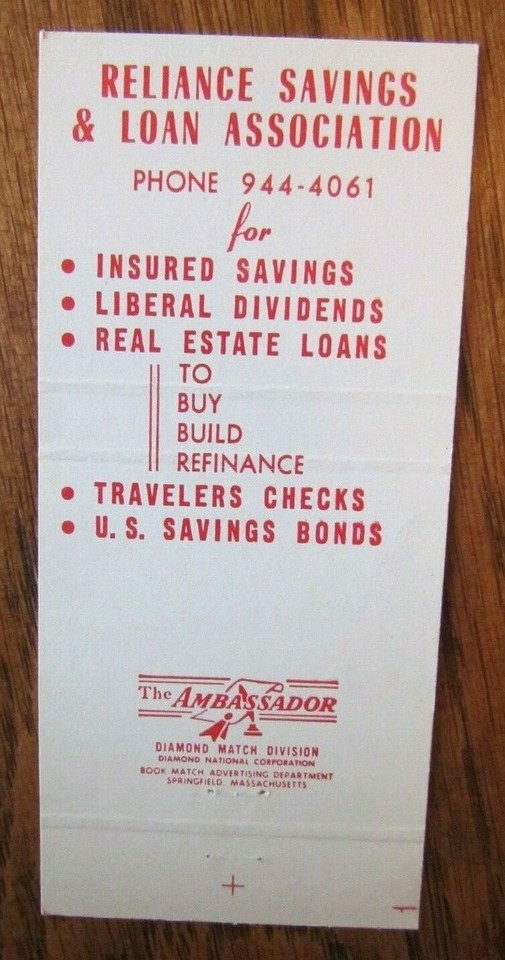 RELIANCE SAVINGS
& LOAN ASSOCIATION
PHONE 944-4061
for
• INSURED SAVINGS
• LIBERAL DIVIDENDS
• REAL ESTATE LOANS
TO
BUY
BUILD
REFINANCE
• TRAVELERS CHECKS
• U.S. SAVINGS BONDS
The AMBASSADOR
DIAMOND MATCH DIVISION
DIAMOND NATIONAL CORPORATION
BOOK MATCH ADVERTISING DEPARTMENT
SPRINGFIELD MASSACHUSETTS